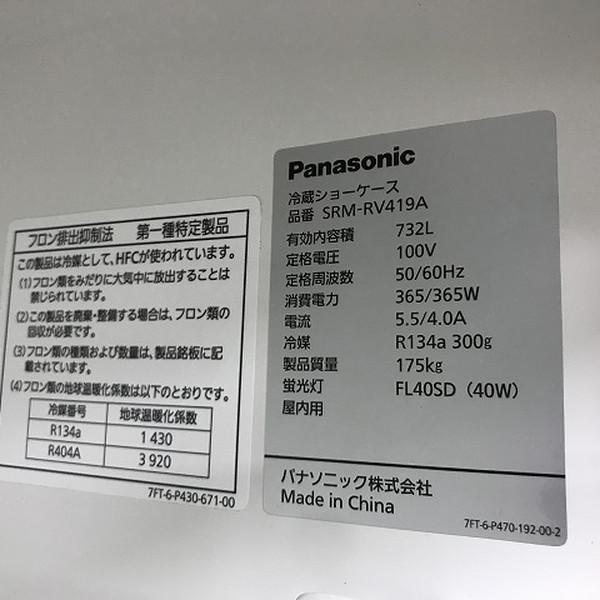 フロン排出抑制法　第一種特定製品
この製品は冷媒として、HFCが使われています。
(1)フロン類をみだりに大気中に放出することは
禁じられています。
(2)この製品を廃棄・整備する場合は、フロン類の
回収が必要です。
(3)フロン類の種類および数量は、製品銘板に記
載されています。
(4)フロン類の地球温暖化係数は以下のとおりです。
冷媒番号　地球温暖化係数
R134a　1 430
R404A　3 920
7FT-6-P430-671-00
Panasonic
冷蔵ショーケース
品番 SRM-RV419A
有効内容積　732L
定格電圧　100V
定格周波数　50/60Hz
消費電力　365/365W
電流　5.5/4.0A
冷媒　R134a 300g
製品質量　175kg
蛍光灯　FL40SD（40W）
屋内用
パナソニック株式会社
Made in China
7FT-6-P470-192-00-2